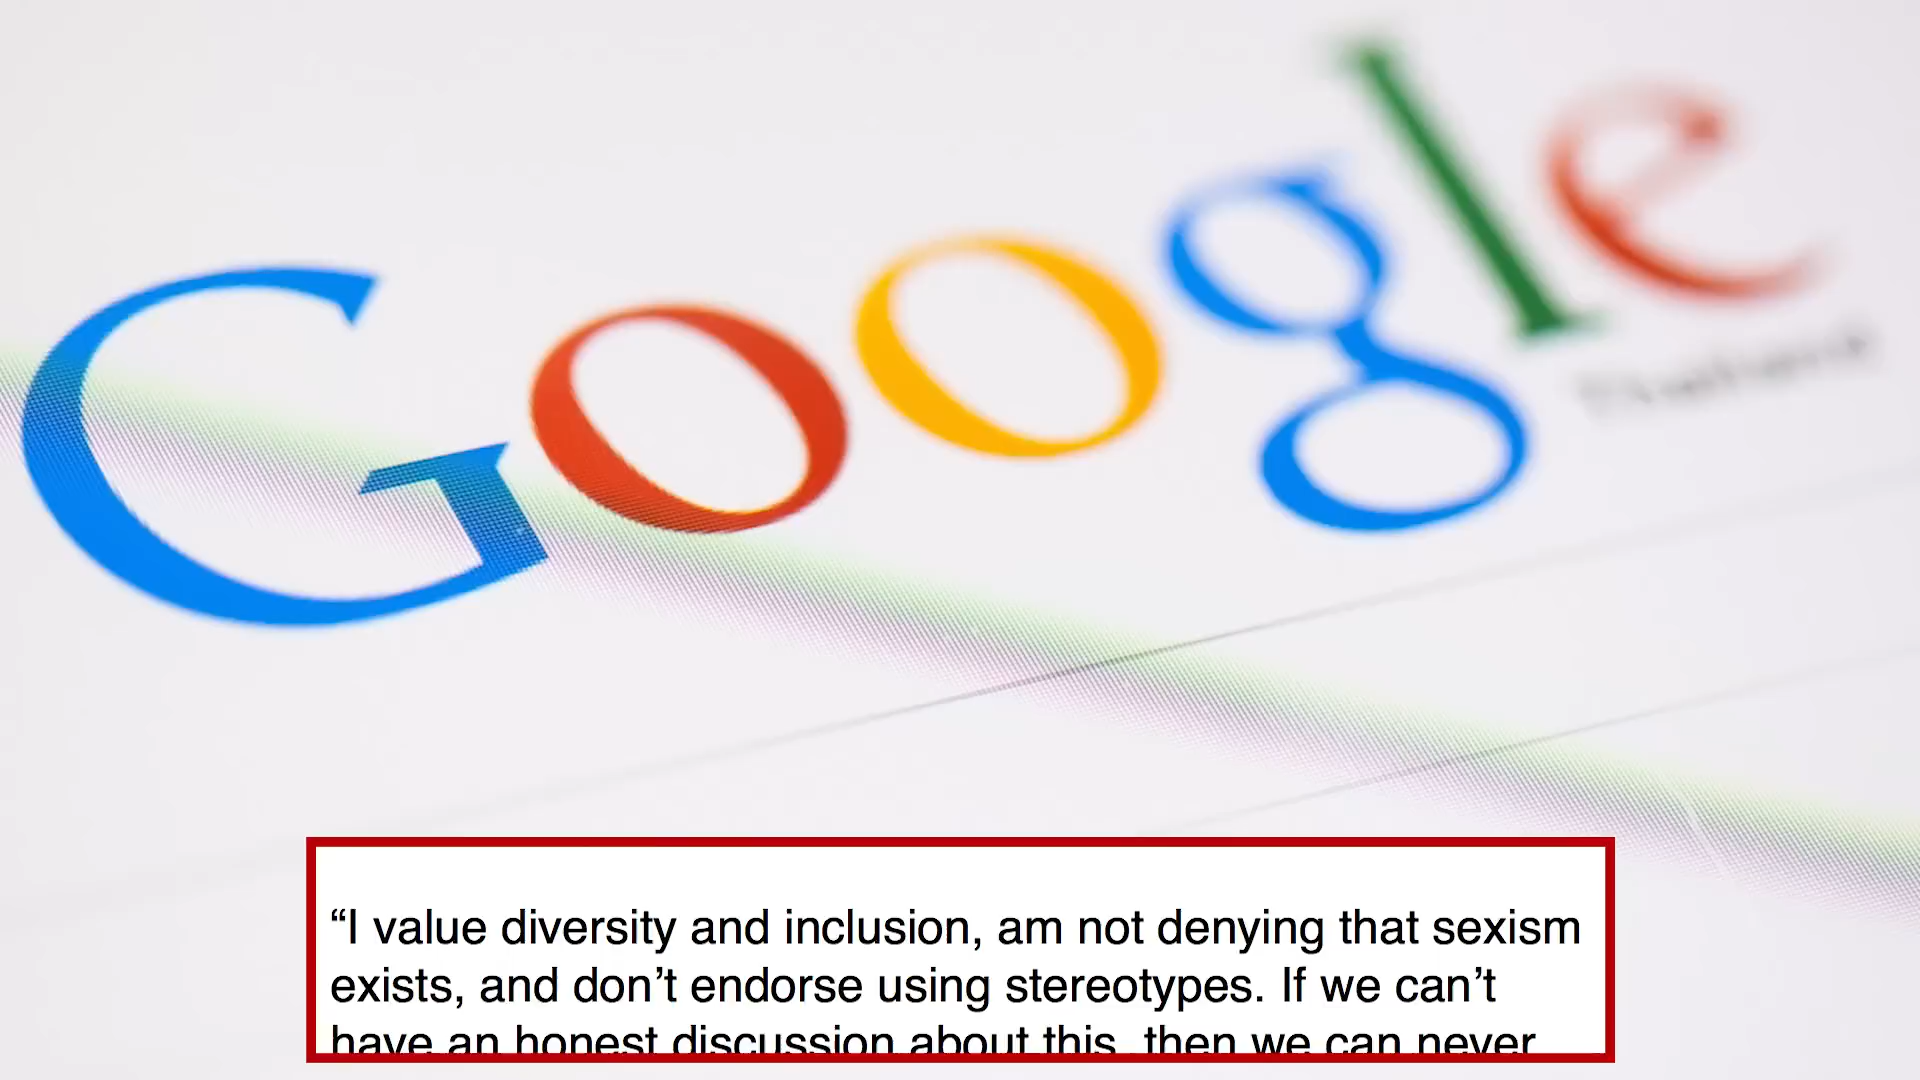 Google
“I value diversity and inclusion, am not denying that sexism
exists, and don’t endorse using stereotypes. If we can’t
have an honest discussion about this, then we can never